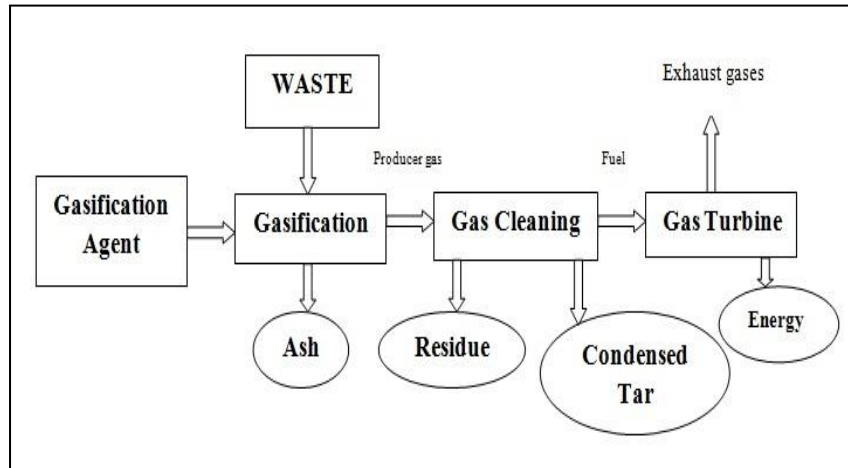 WASTE
Exhaust gases
Producer gas
Fuel
Gasification
Agent
Gasification
Gas Cleaning
Gas Turbine
Ash
Residue
Condensed
Tar
Energy